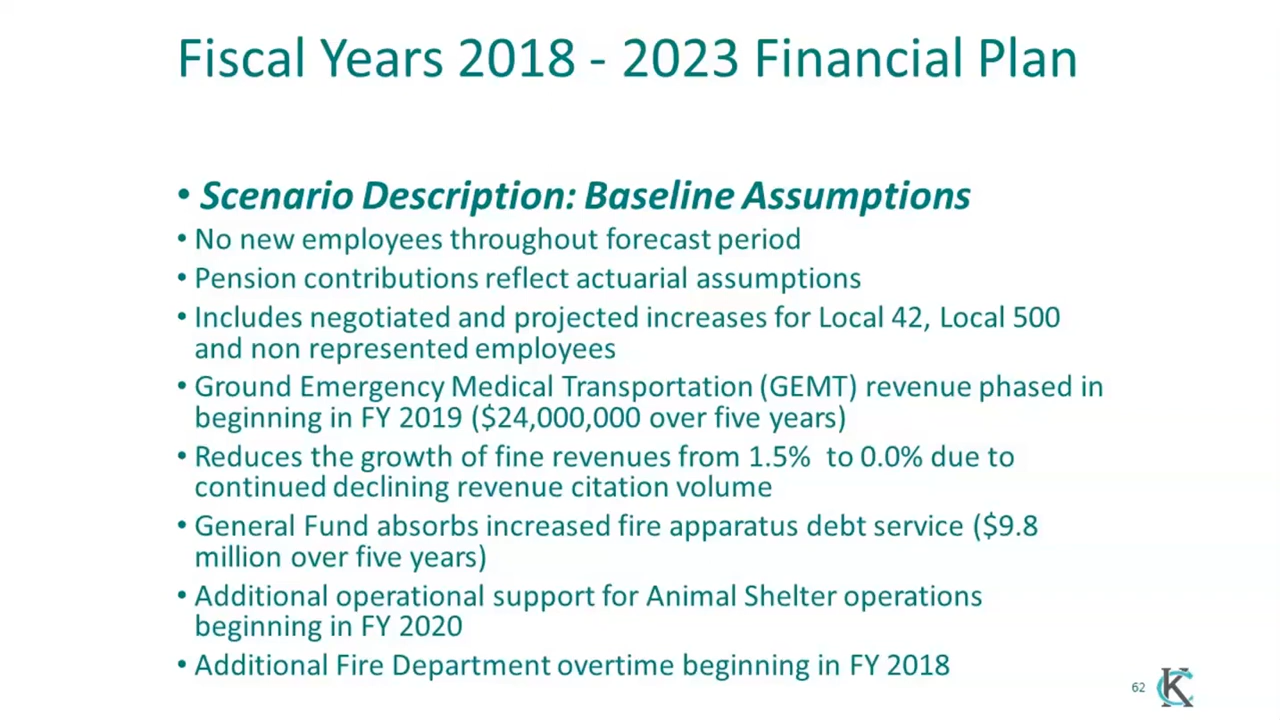 Fiscal Years 2018 - 2023 Financial Plan
• Scenario Description: Baseline Assumptions
• No new employees throughout forecast period
• Pension contributions reflect actuarial assumptions
• Includes negotiated and projected increases for Local 42, Local 500
and non represented employees
• Ground Emergency Medical Transportation (GEMT) revenue phased in
beginning in FY 2019 ($24,000,000 over five years)
• Reduces the growth of fine revenues from 1.5%  to 0.0% due to
continued declining revenue citation volume
• General Fund absorbs increased fire apparatus debt service ($9.8
million over five years)
• Additional operational support for Animal Shelter operations
beginning in FY 2020
• Additional Fire Department overtime beginning in FY 2018
62
KC